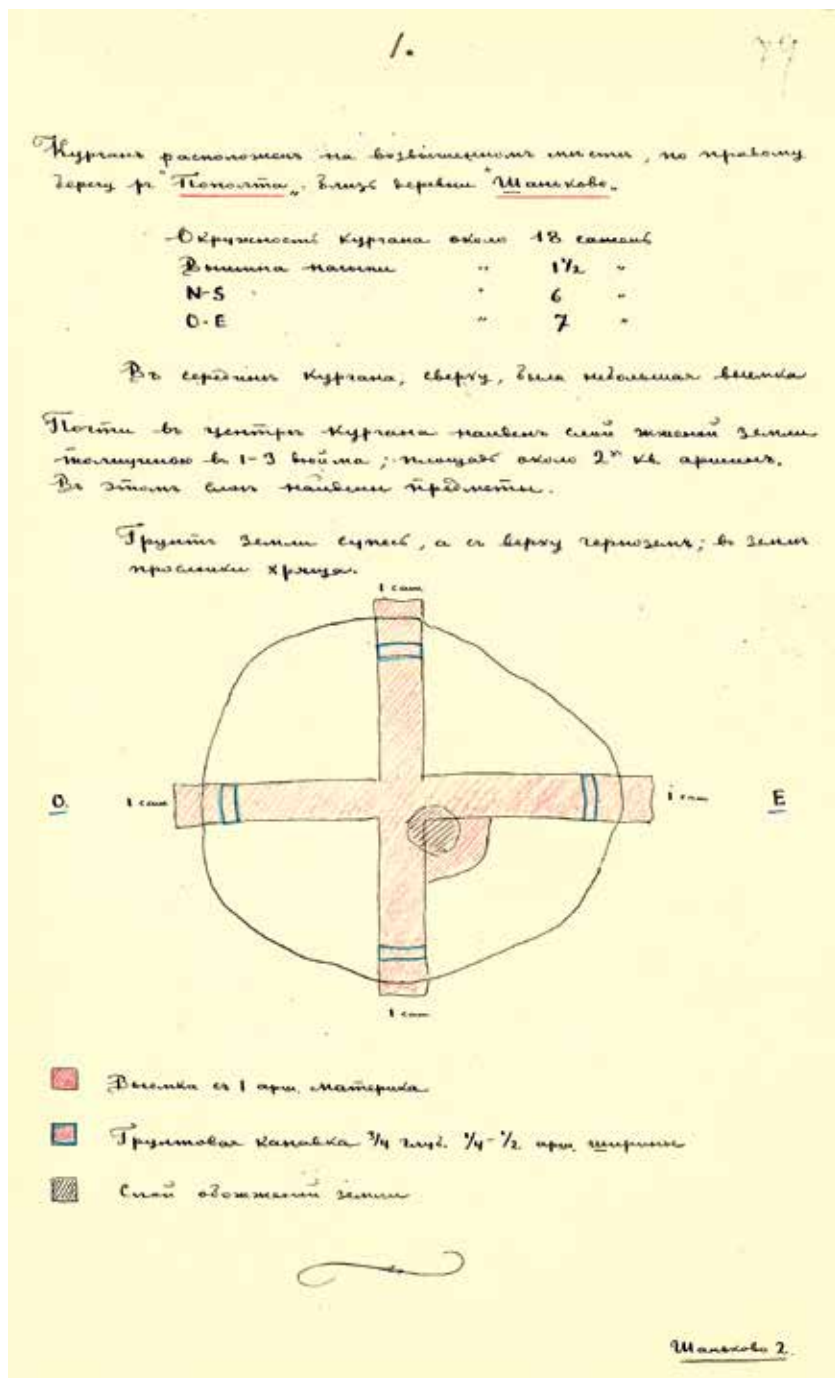 1.
79
Курганъ расположенъ на возвышенномъ мѣстѣ, по правому
берегу рѣ "Пополта„ близъ деревни "Шаньково„
Окружность кургана около 18 саженъ
Вышина насыпи " 1½ "
N-S " 6 "
O-E " 7 "
Въ серединѣ кургана, сверху, была небольшая выемка
Почти въ центрѣ кургана найденъ слой жженой земли
толщиною въ 1-3 вюйма; площадь около 2ˣ кв. аршинъ.
Въ этомъ слоѣ найдены предметы.
Грунтъ земли супесь, а съ верху черноземъ; въ землѣ
прослойки хряща.
1 саж.
O. 1 саж 1 саж E
1 саж
Выемка съ 1 арш. материка
Грунтовая канавка ¾ глуб. ¼-½ арш. ширины
Слой обожженой земли
Шаньково 2.